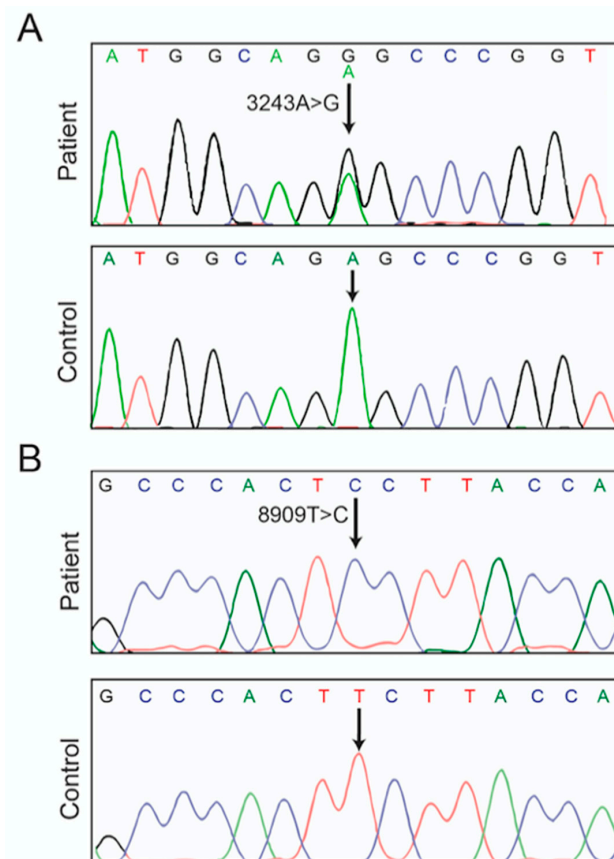 A
Patient
A T G G C A G G G C C C G G T
A
3243A>G
Control
A T G G C A G A G C C C G G T
B
Patient
G C C C A C T C C T T A C C A
8909T>C
Control
G C C C A C T T C T T A C C A